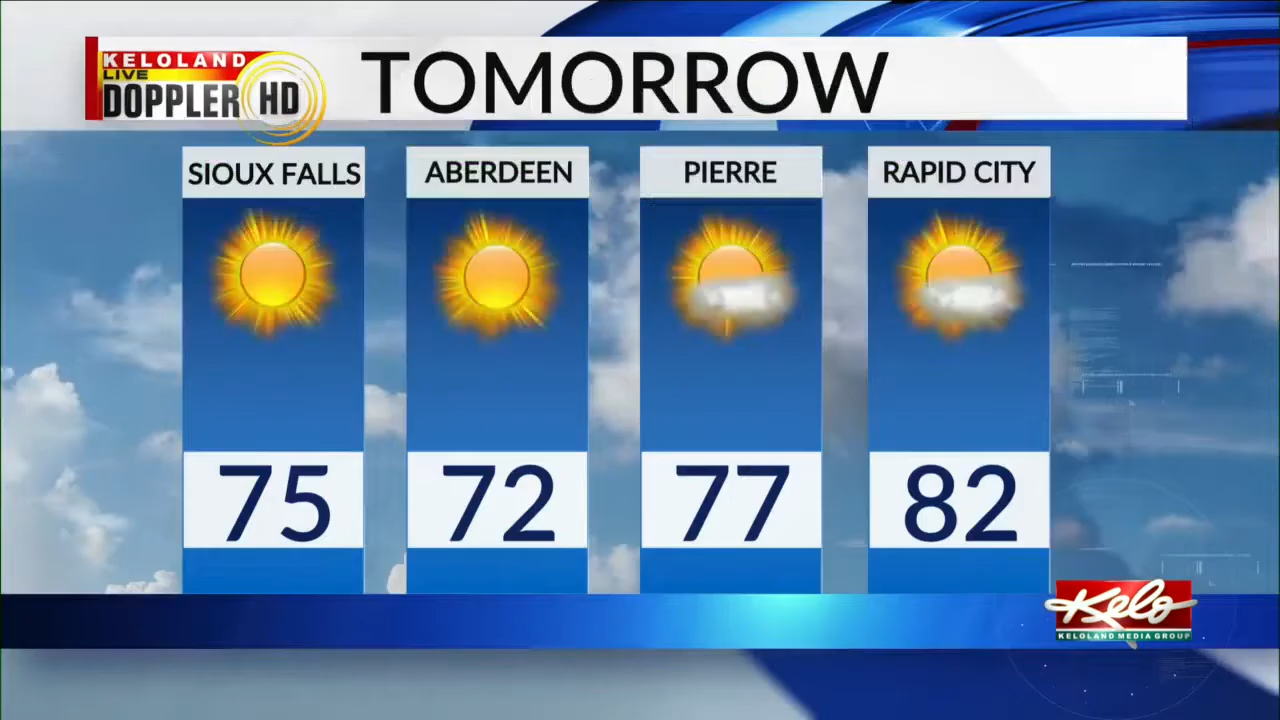 KELOLAND
LIVE
DOPPLER HD
TOMORROW
SIOUX FALLS
ABERDEEN
PIERRE
RAPID CITY
75
72
77
82
Kelo
KELOLAND MEDIA GROUP